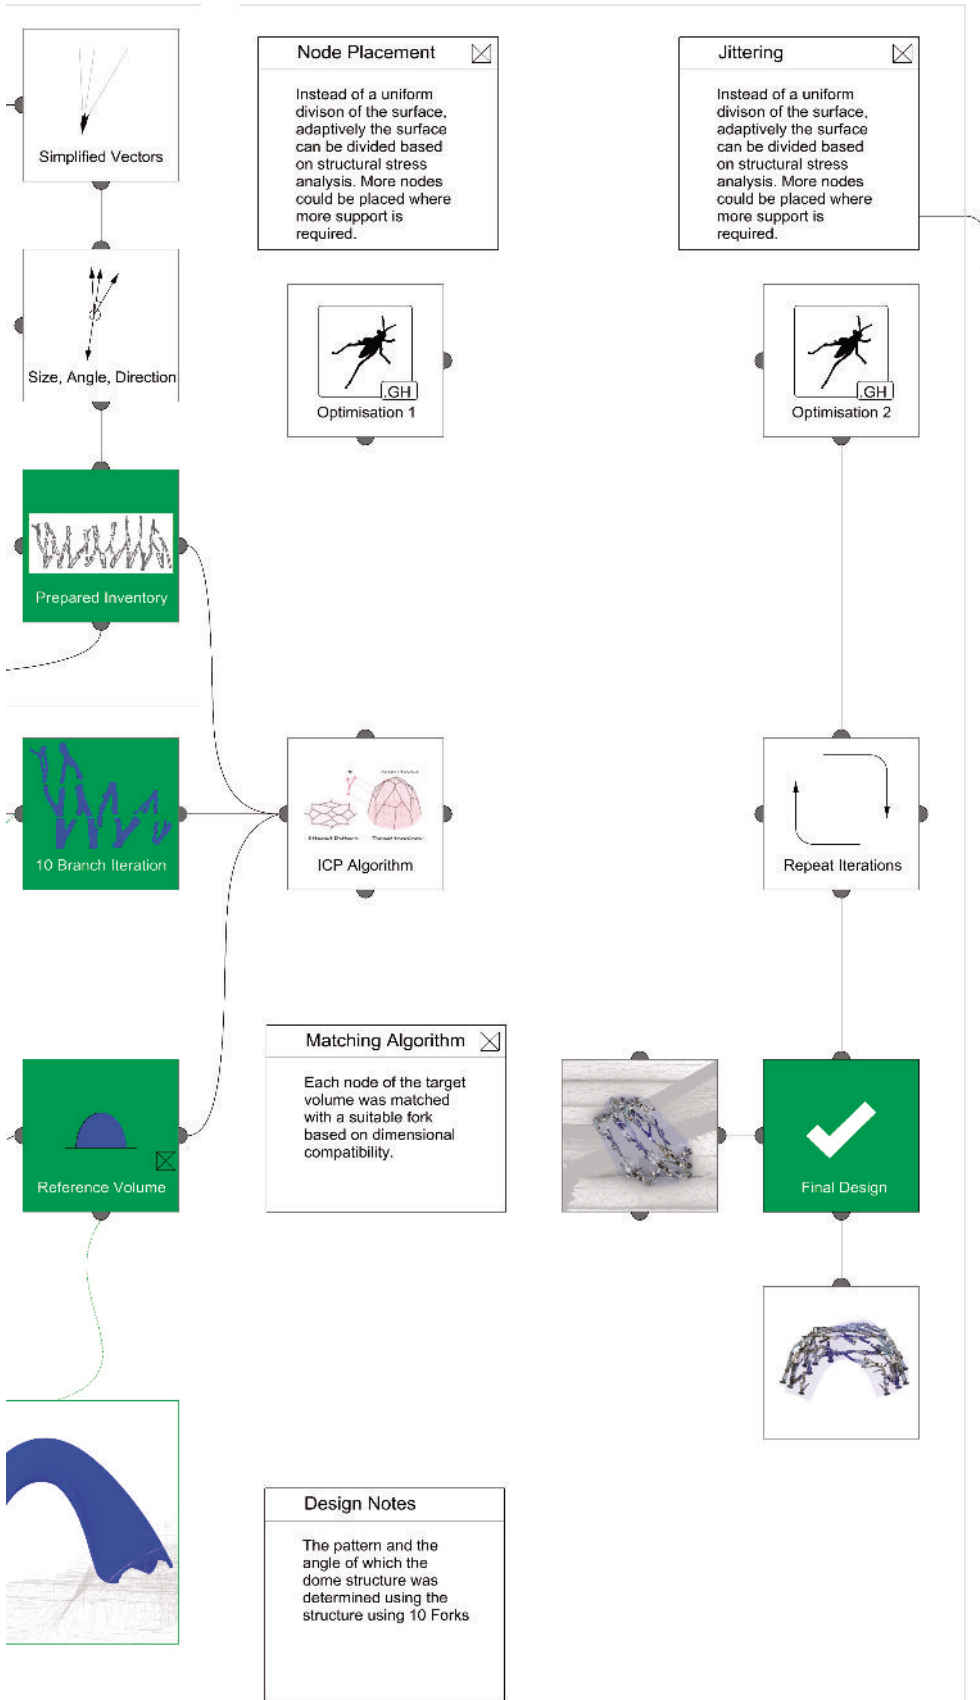 Simplified Vectors
Size, Angle, Direction
Prepared Inventory
10 Branch Iteration
Reference Volume
Node Placement
Instead of a uniform
divison of the surface,
adaptively the surface
can be divided based
on structural stress
analysis. More nodes
could be placed where
more support is
required.
.GH
Optimisation 1
Target topology
ICP Algorithm
Matching Algorithm
Each node of the target
volume was matched
with a suitable fork
based on dimensional
compatibility.
Design Notes
The pattern and the
angle of which the
dome structure was
determined using the
structure using 10 Forks
Jittering
Instead of a uniform
divison of the surface,
adaptively the surface
can be divided based
on structural stress
analysis. More nodes
could be placed where
more support is
required.
.GH
Optimisation 2
Repeat Iterations
Final Design